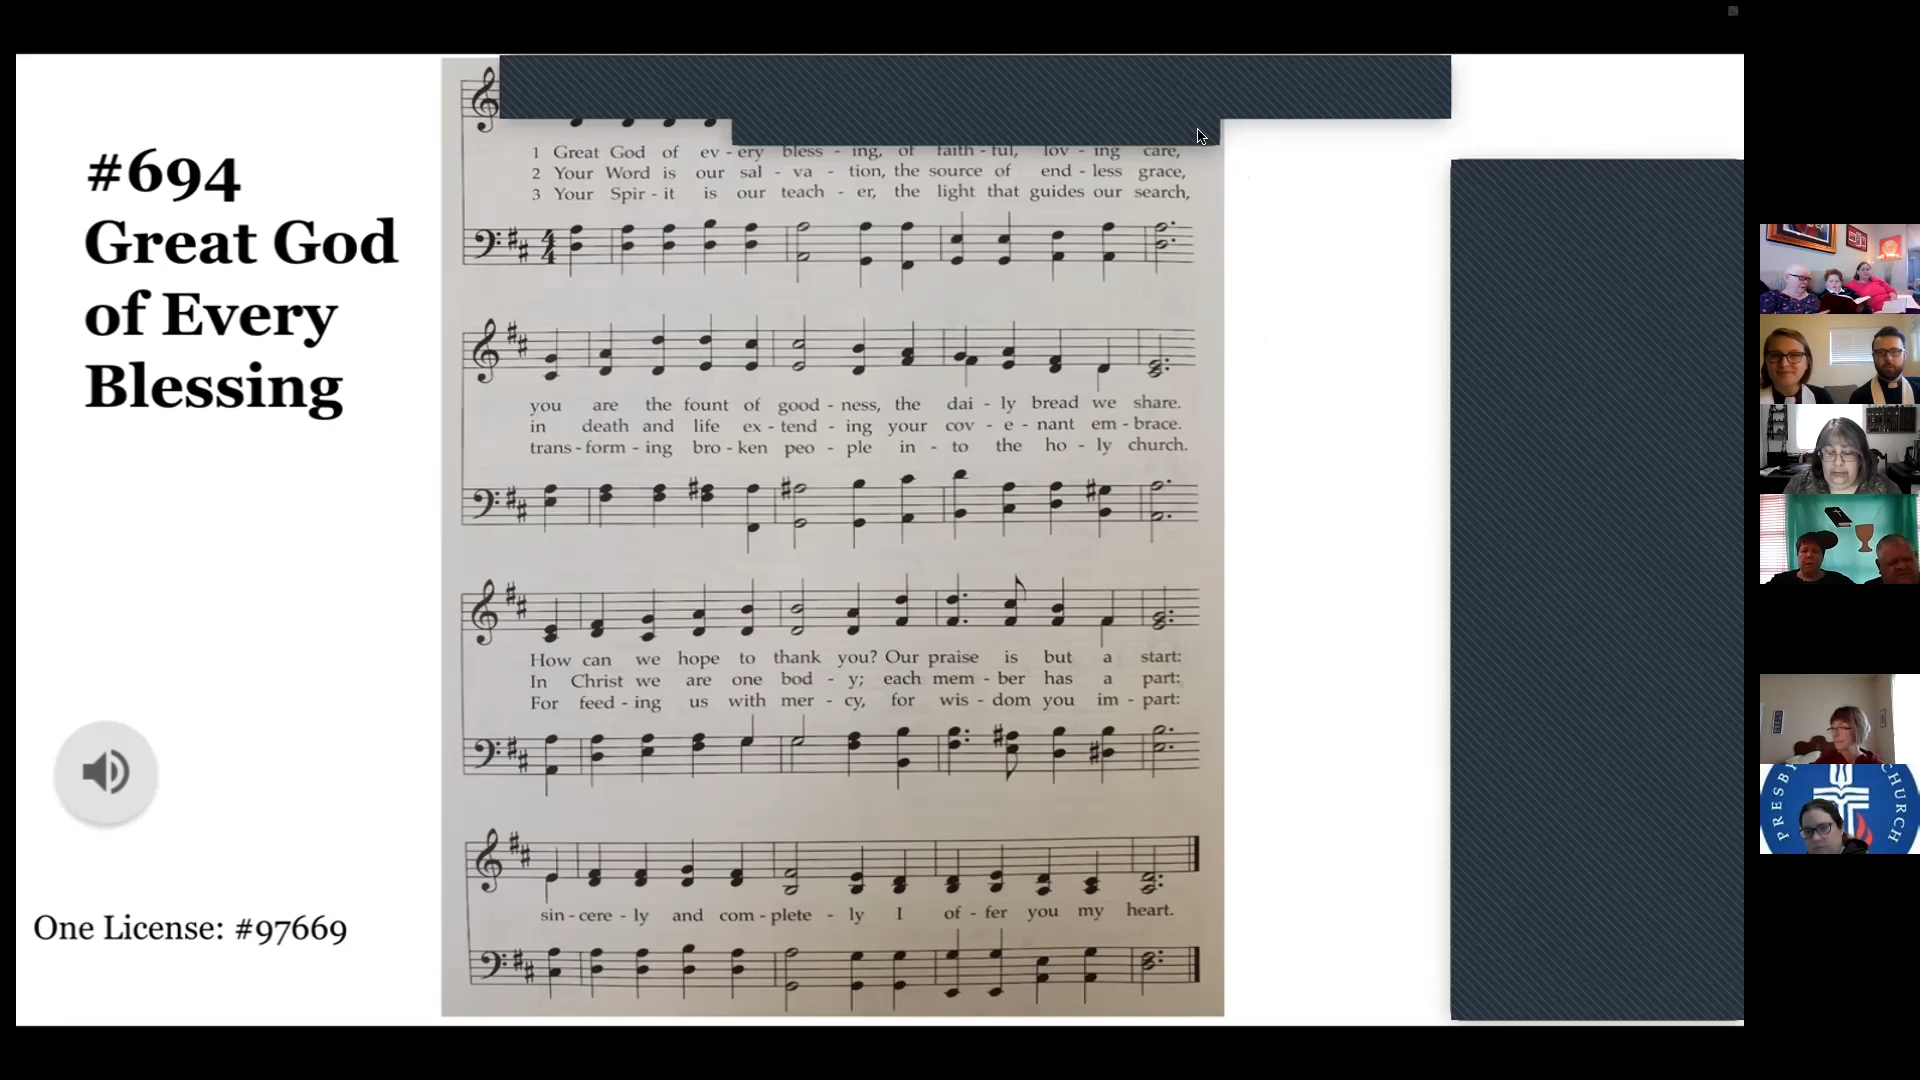 #694
Great God
of Every
Blessing
One License: #97669
1 Great God of ev - ery bless - ing, of faith - ful, lov - ing care,
2 Your Word is our sal - va - tion, the source of end - less grace,
3 Your Spir - it is our teach - er, the light that guides our search,
you are the fount of good - ness, the dai - ly bread we share.
in death and life ex - tend - ing your cov - e - nant em - brace.
trans - form - ing bro - ken peo - ple in - to the ho - ly church.
How can we hope to thank you? Our praise is but a start:
In Christ we are one bod - y; each mem - ber has a part:
For feed - ing us with mer - cy, for wis - dom you im - part:
sin - cere - ly and com - plete - ly I of - fer you my heart.
PRESBY CHURCH